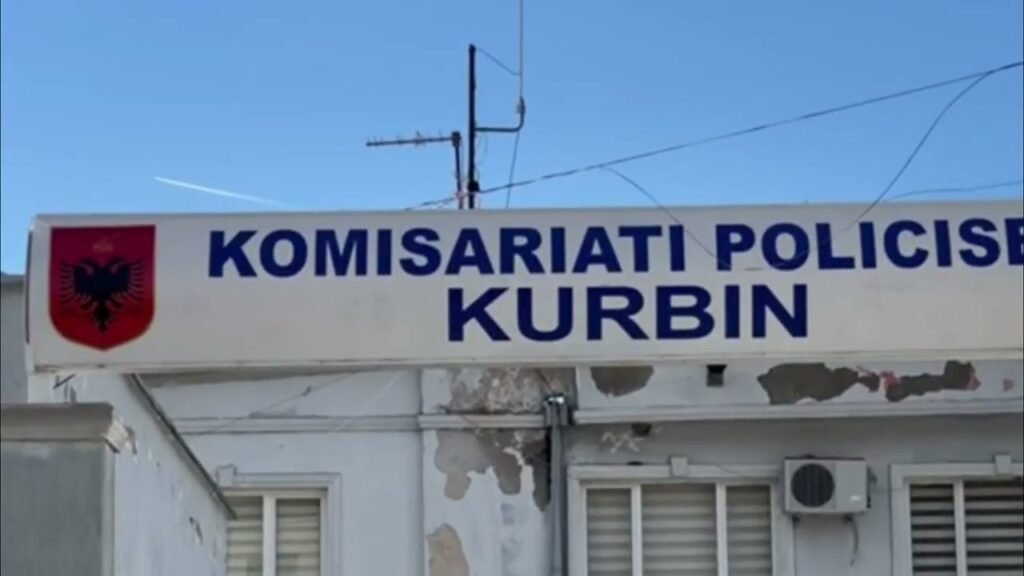 KOMISARIATI POLICISE
KURBIN